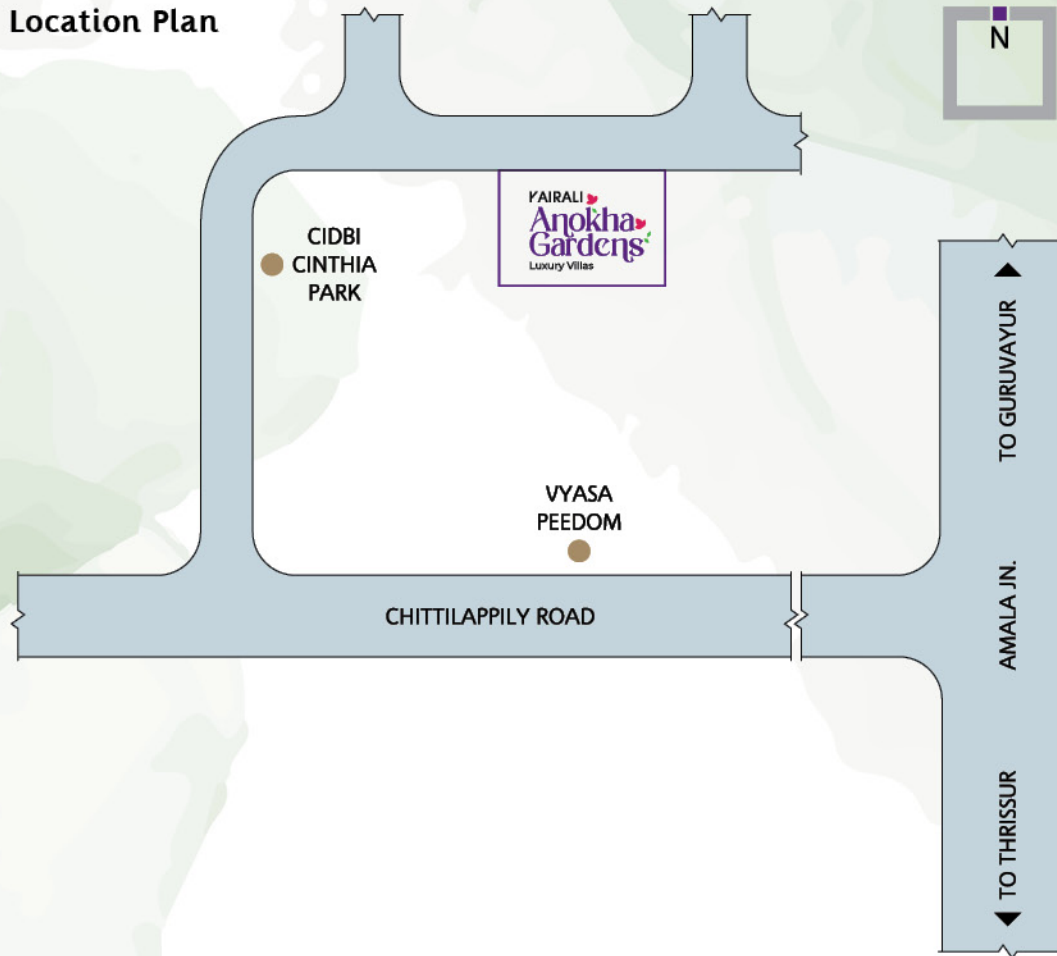 Location Plan
N
KAIRALI
Anokha
Gardens
Luxury Villas
CIDBI
CINTHIA
PARK
TO GURUVAYUR
VYASA
PEEDOM
CHITTILAPPILY ROAD
AMALA JN.
TO THRISSUR